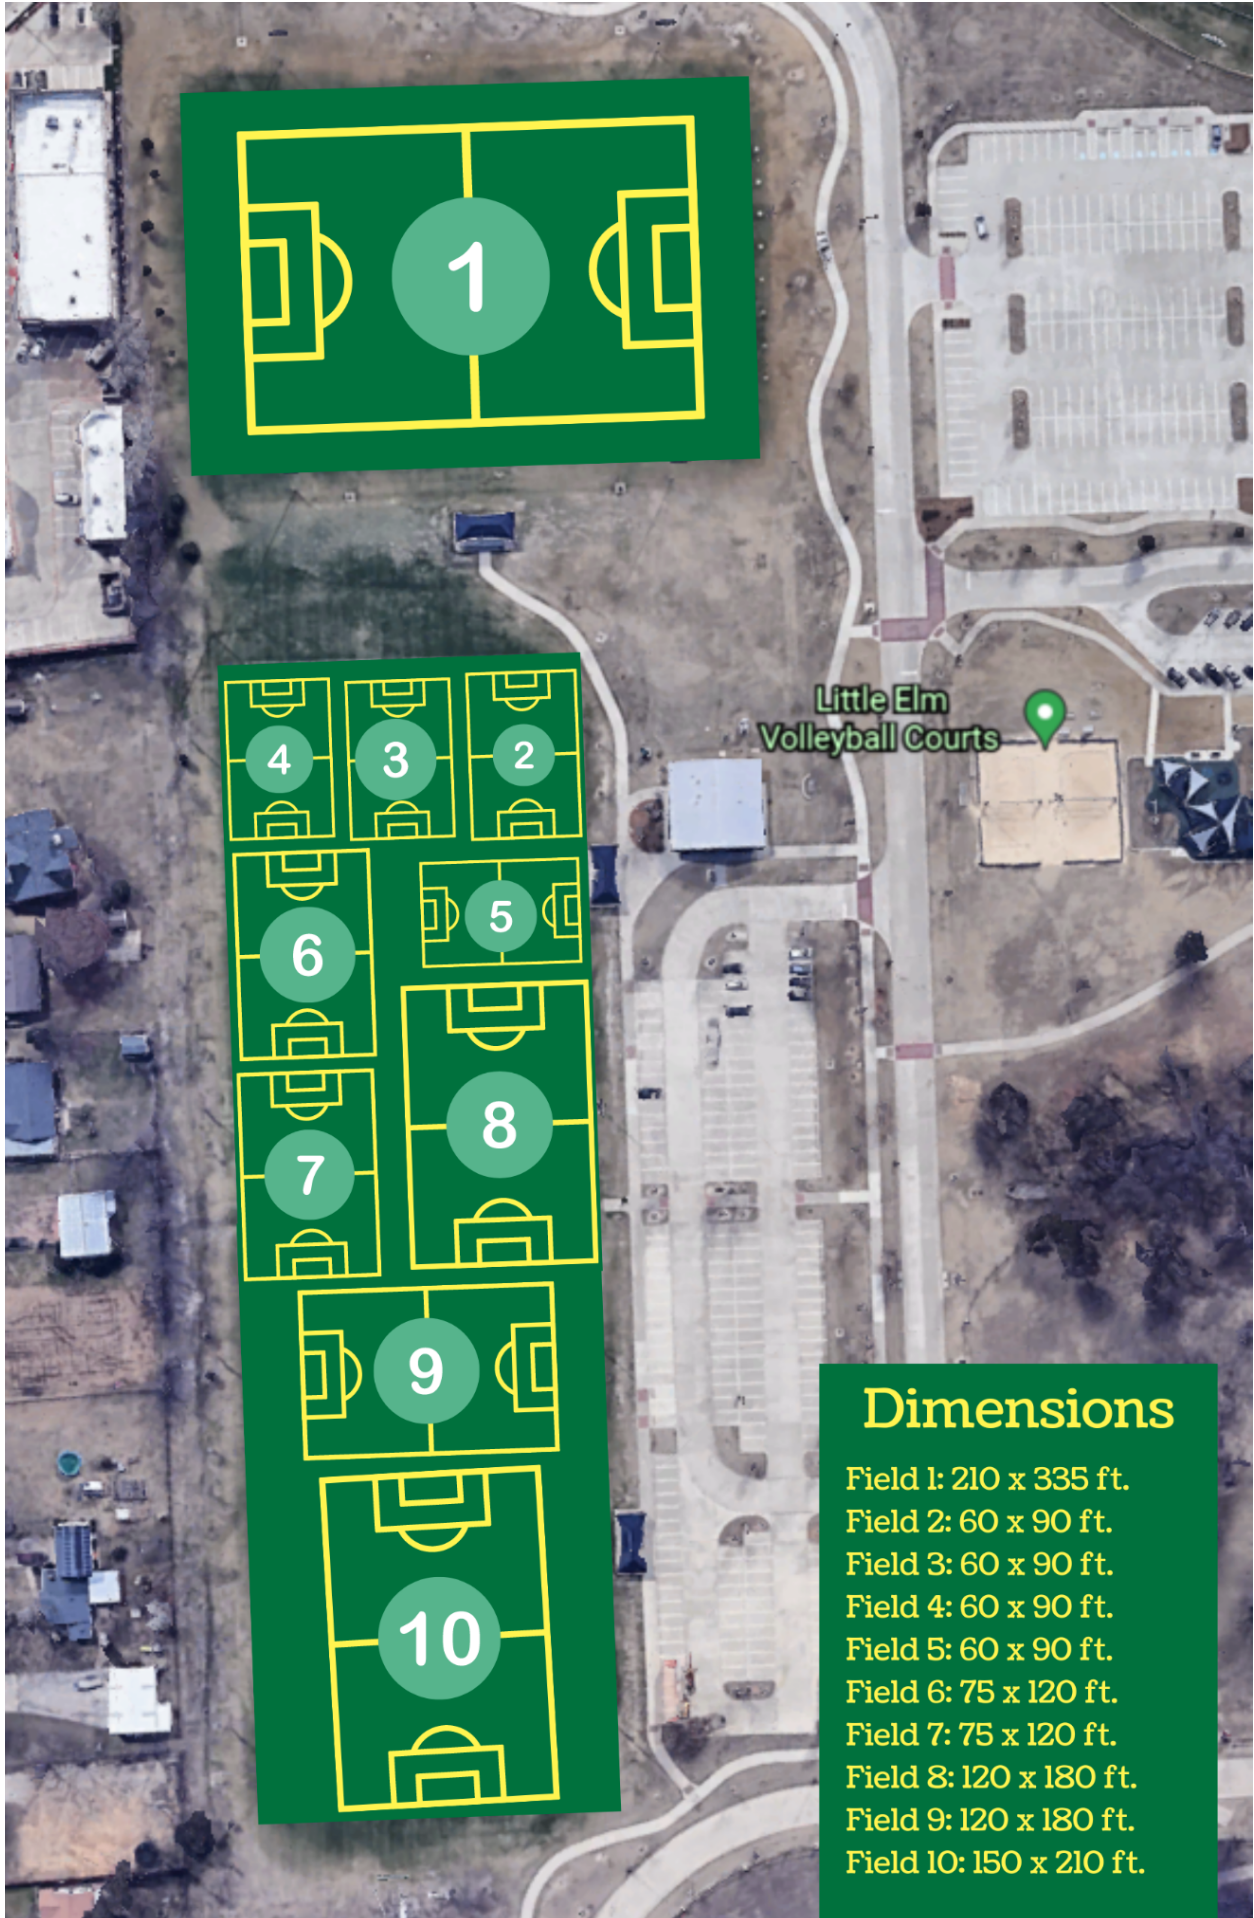 1
Little Elm
Volleyball Courts
4
3
2
5
6
8
7
9
10
Dimensions
Field 1: 210 x 335 ft.
Field 2: 60 x 90 ft.
Field 3: 60 x 90 ft.
Field 4: 60 x 90 ft.
Field 5: 60 x 90 ft.
Field 6: 75 x 120 ft.
Field 7: 75 x 120 ft.
Field 8: 120 x 180 ft.
Field 9: 120 x 180 ft.
Field 10: 150 x 210 ft.